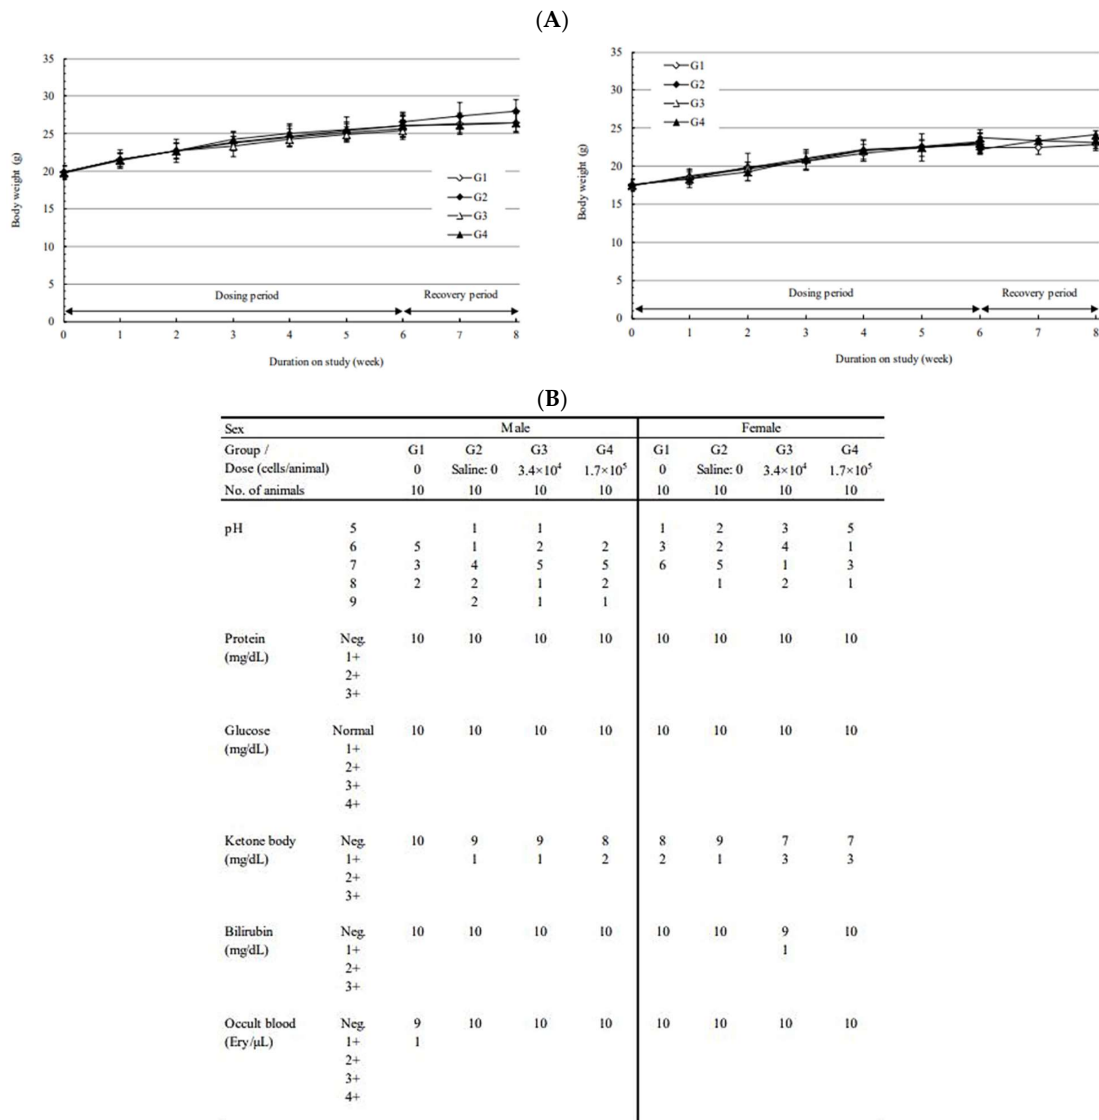 (A)
35
30
25
20
15
10
5
0
Body weight (g)
G1
G2
G3
G4
Dosing period
Recovery period
0 1 2 3 4 5 6 7 8
Duration on study (week)
35
30
25
20
15
10
5
0
Body weight (g)
G1
G2
G3
G4
Dosing period
Recovery period
0 1 2 3 4 5 6 7 8
Duration on study (week)
(B)
Sex Male Female
Group / G1 G2 G3 G4 G1 G2 G3 G4
Dose (cells/animal) 0 Saline: 0 3.4×10⁴ 1.7×10⁵ 0 Saline: 0 3.4×10⁴ 1.7×10⁵
No. of animals 10 10 10 10 10 10 10 10
pH 5 1 1 1 2 3 5
6 5 1 2 2 3 2 4 1
7 3 4 5 5 6 5 1 3
8 2 2 1 2 1 2 1
9 2 1 1
Protein Neg. 10 10 10 10 10 10 10 10
(mg/dL) 1+
2+
3+
Glucose Normal 10 10 10 10 10 10 10 10
(mg/dL) 1+
2+
3+
4+
Ketone body Neg. 10 9 9 8 8 9 7 7
(mg/dL) 1+ 1 1 2 2 1 3 3
2+
3+
Bilirubin Neg. 10 10 10 10 10 10 9 10
(mg/dL) 1+ 1
2+
3+
Occult blood Neg. 9 10 10 10 10 10 10 10
(Ery/μL) 1+ 1
2+
3+
4+